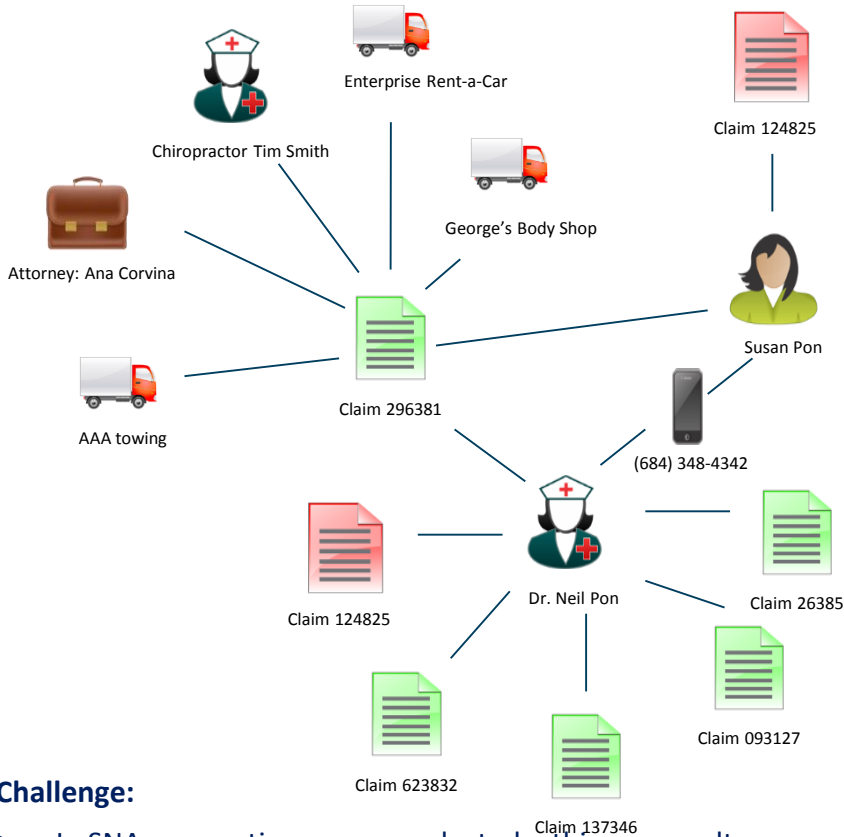 Enterprise Rent-a-Car
Claim 124825
Chiropractor Tim Smith
George's Body Shop
Attorney: Ana Corvina
Susan Pon
Claim 296381
AAA towing
(684) 348-4342
Dr. Neil Pon
Claim 26385
Claim 124825
Claim 093127
Claim 623832
Claim 137346
Challenge:
SNA